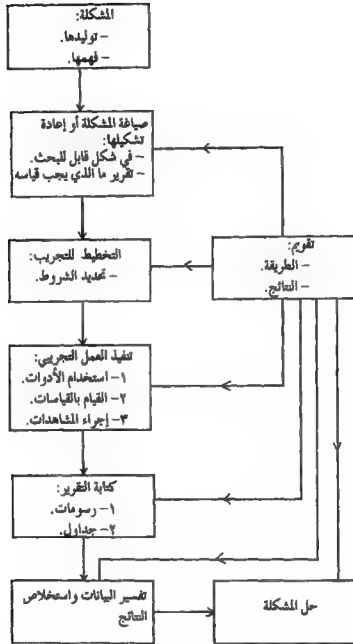 المشكلة:
- توليدها.
- فهمها.
صياغة المشكلة أو إعادة
تشكيلها:
- في شكل قابل للبحث.
- تقرير ما الذي يجب قياسه
التخطيط للتجريب:
- تحديد الشروط.
تقويم:
- الطريقة.
- النتائج.
تنفيذ العمل التجريبي:
١- استخدام الأدوات.
٢- القيام بالقياسات.
٣- إجراء المشاهدات.
كتابة التقرير:
١- رسومات.
٢- جداول.
تفسير البيانات واستخلاص
النتائج
حل المشكلة